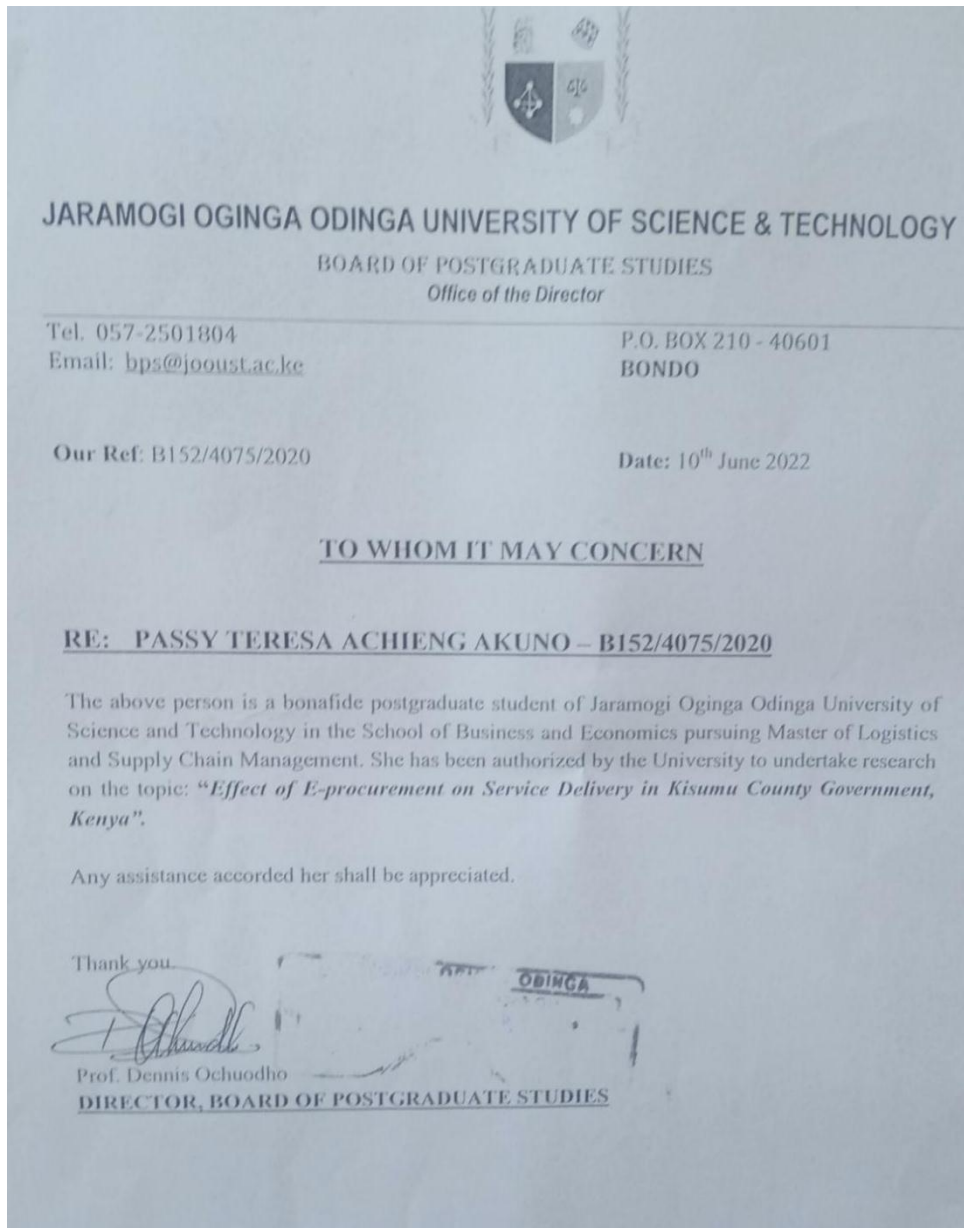 JARAMOGI OGINGA ODINGA UNIVERSITY OF SCIENCE & TECHNOLOGY
BOARD OF POSTGRADUATE STUDIES
Office of the Director
Tel. 057-2501804
P.O. BOX 210 - 40601
Email: bps@jooust.ac.ke
BONDO
Our Ref: B152/4075/2020
Date: 10th June 2022
TO WHOM IT MAY CONCERN
RE: PASSY TERESA ACHIENG AKUNO – B152/4075/2020
The above person is a bonafide postgraduate student of Jaramogi Oginga Odinga University of
Science and Technology in the School of Business and Economics pursuing Master of Logistics
and Supply Chain Management. She has been authorized by the University to undertake research
on the topic: “Effect of E-procurement on Service Delivery in Kisumu County Government,
Kenya”.
Any assistance accorded her shall be appreciated.
Thank you.
ODINGA
Prof. Dennis Ochuodho
DIRECTOR, BOARD OF POSTGRADUATE STUDIES